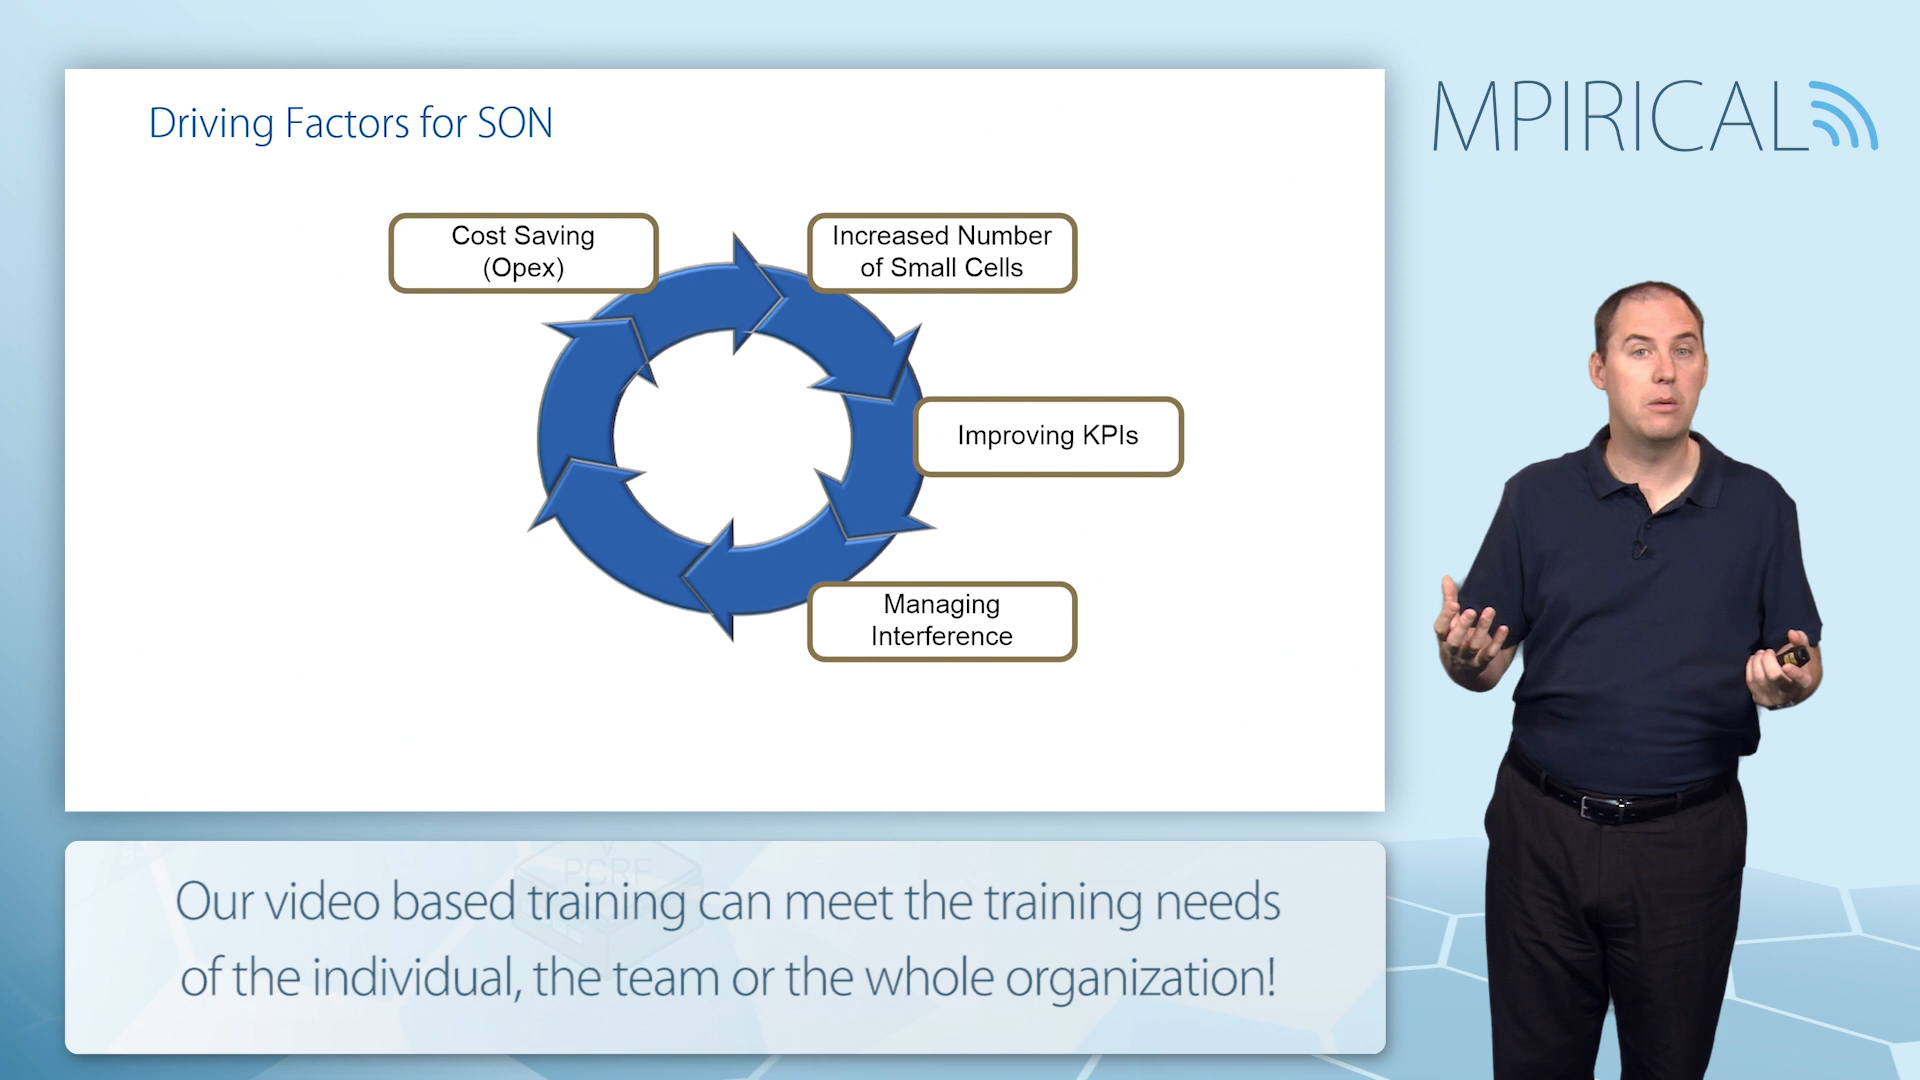 Driving Factors for SON
MPIRICAL
Cost Saving
(Opex)
Increased Number
of Small Cells
Improving KPIs
Managing
Interference
PCRF
Our video based training can meet the training needs
of the individual, the team or the whole organization!